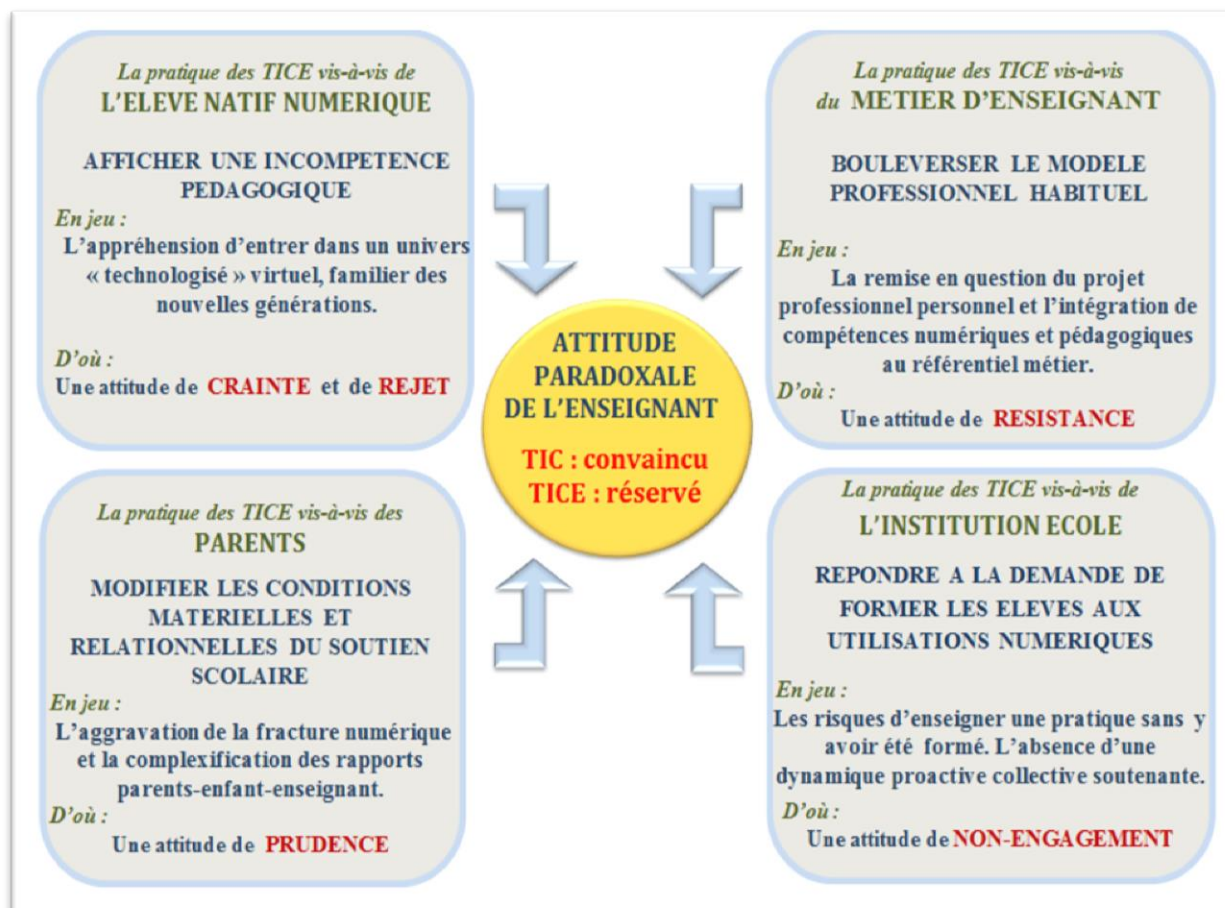 La pratique des TICE vis-à-vis de
L'ELEVE NATIF NUMERIQUE
AFFICHER UNE INCOMPETENCE
PEDAGOGIQUE
En jeu :
L'appréhension d'entrer dans un univers
« technologisé » virtuel, familier des
nouvelles générations.
D'où :
Une attitude de CRAINTE et de REJET
La pratique des TICE vis-à-vis
du METIER D'ENSEIGNANT
BOULEVERSER LE MODELE
PROFESSIONNEL HABITUEL
En jeu :
La remise en question du projet
professionnel personnel et l'intégration de
compétences numériques et pédagogiques
au référentiel métier.
D'où :
Une attitude de RESISTANCE
ATTITUDE
PARADOXALE
DE L'ENSEIGNANT
TIC : convaincu
TICE : réservé
La pratique des TICE vis-à-vis des
PARENTS
MODIFIER LES CONDITIONS
MATERIELLES ET
RELATIONNELLES DU SOUTIEN
SCOLAIRE
En jeu :
L'aggravation de la fracture numérique
et la complexification des rapports
parents-enfant-enseignant.
D'où :
Une attitude de PRUDENCE
La pratique des TICE vis-à-vis de
L'INSTITUTION ECOLE
REPONDRE A LA DEMANDE DE
FORMER LES ELEVES AUX
UTILISATIONS NUMERIQUES
En jeu :
Les risques d'enseigner une pratique sans y
avoir été formé. L'absence d'une
dynamique proactive collective soutenante.
D'où :
Une attitude de NON-ENGAGEMENT